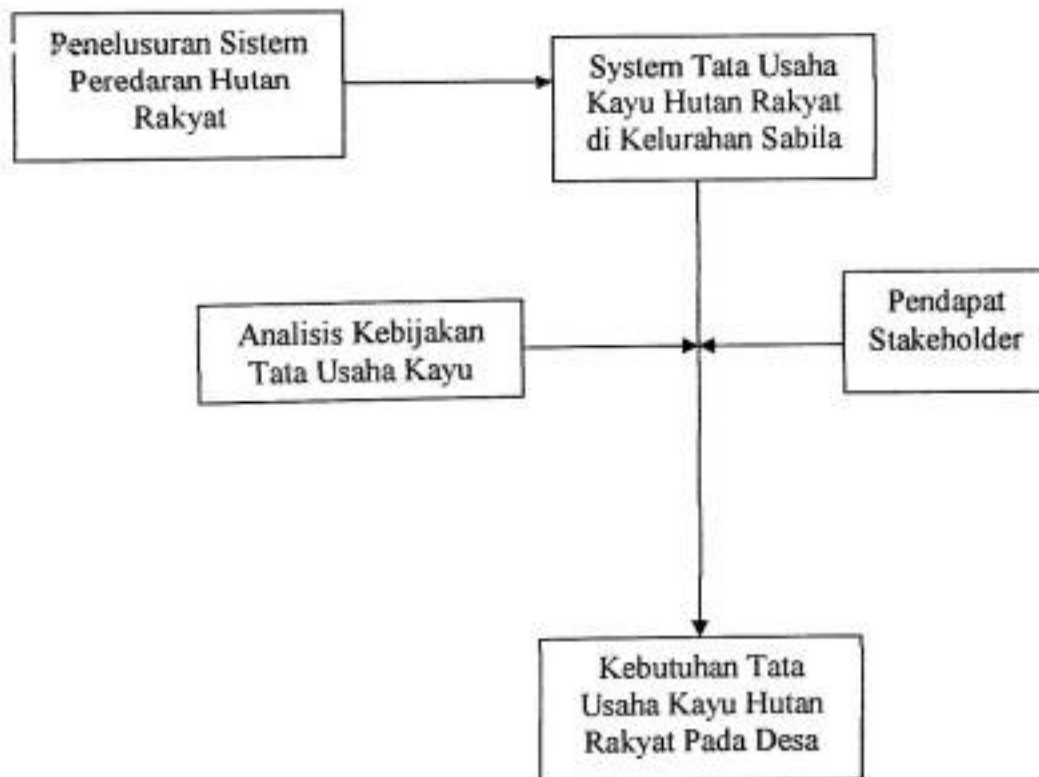 Penelusuran Sistem
Peredaran Hutan
Rakyat
System Tata Usaha
Kayu Hutan Rakyat
di Kelurahan Sabila
Analisis Kebijakan
Tata Usaha Kayu
Pendapat
Stakeholder
Kebutuhan Tata
Usaha Kayu Hutan
Rakyat Pada Desa